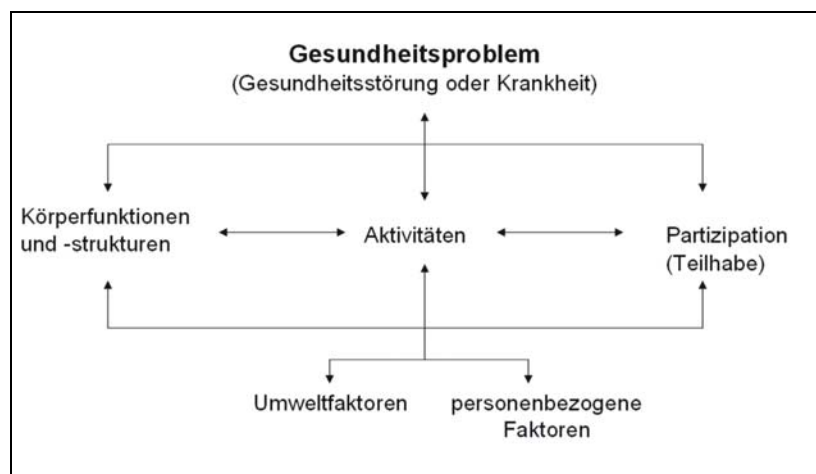 Gesundheitsproblem
(Gesundheitsstörung oder Krankheit)
Körperfunktionen
und -strukturen
Aktivitäten
Partizipation
(Teilhabe)
Umweltfaktoren
personenbezogene
Faktoren